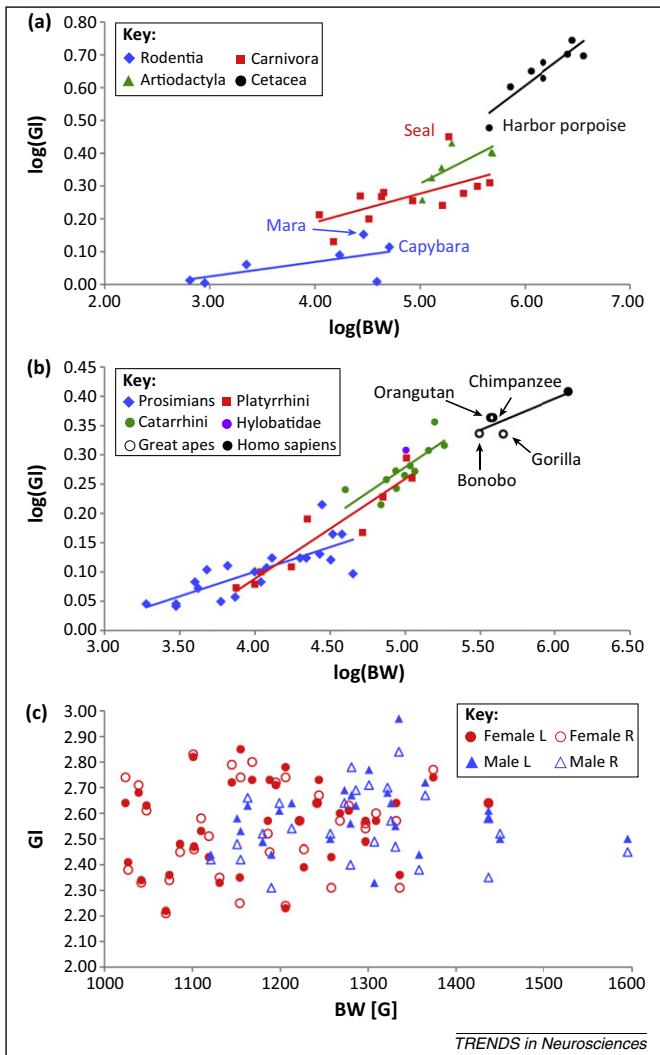 (a)
Key:
Rodentia
Carnivora
Artiodactyla
Cetacea
0.80
0.70
0.60
0.50
0.40
0.30
0.20
0.10
0.00
log(GI)
Seal
Harbor porpoise
Mara
Capybara
2.00 3.00 4.00 5.00 6.00 7.00
log(BW)
(b)
Key:
Prosimians
Platyrrhini
Catarrhini
Hylobatidae
Great apes
Homo sapiens
0.45
0.40
0.35
0.30
0.25
0.20
0.15
0.10
0.05
0.00
log(GI)
Orangutan
Chimpanzee
Bonobo
Gorilla
3.00 3.50 4.00 4.50 5.00 5.50 6.00 6.50
log(BW)
(c)
Key:
Female L
Female R
Male L
Male R
3.00
2.90
2.80
2.70
2.60
2.50
2.40
2.30
2.20
2.10
2.00
GI
1000 1100 1200 1300 1400 1500 1600
BW [G]
TRENDS in Neurosciences